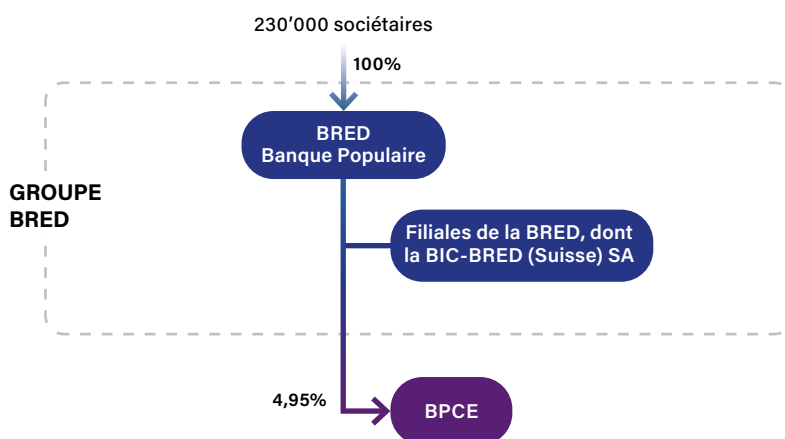 230’000 sociétaires
100%
BRED
Banque Populaire
GROUPE
BRED
Filiales de la BRED, dont
la BIC-BRED (Suisse) SA
4,95%
BPCE